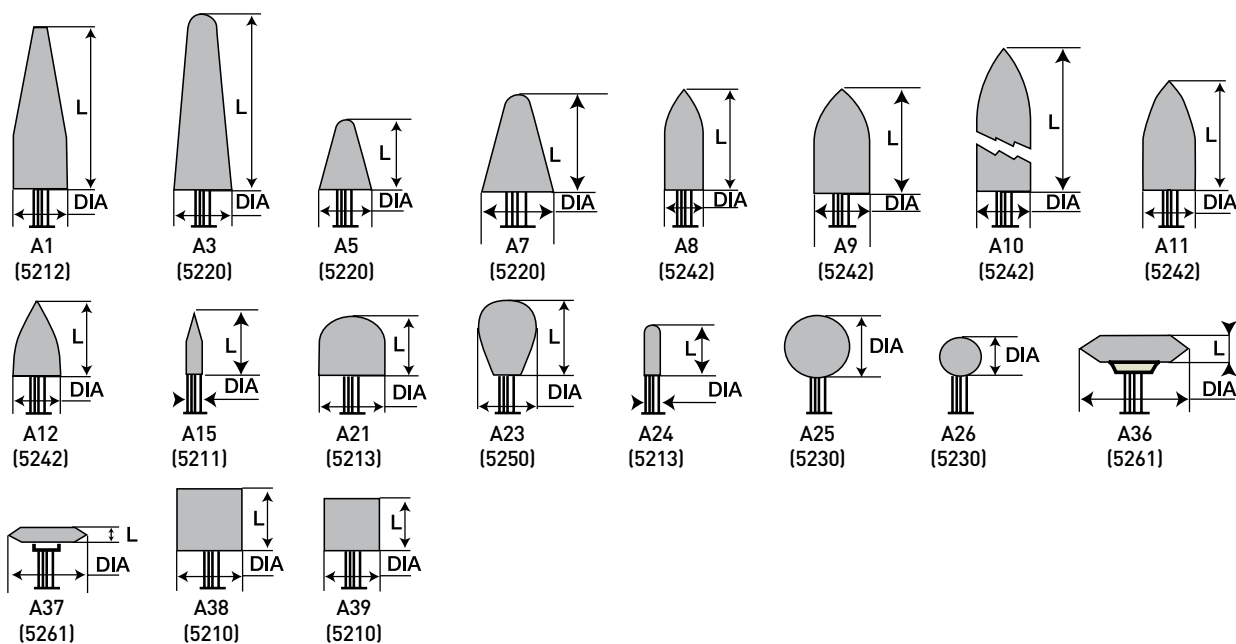 L
DIA
A1
(5212)
L
DIA
A3
(5220)
L
DIA
A5
(5220)
L
DIA
A7
(5220)
L
DIA
A8
(5242)
L
DIA
A9
(5242)
L
DIA
A10
(5242)
L
DIA
A11
(5242)
L
DIA
A12
(5242)
L
DIA
A15
(5211)
L
DIA
A21
(5213)
L
DIA
A23
(5250)
L
DIA
A24
(5213)
DIA
A25
(5230)
DIA
A26
(5230)
L
DIA
A36
(5261)
L
DIA
A37
(5261)
L
DIA
A38
(5210)
L
DIA
A39
(5210)